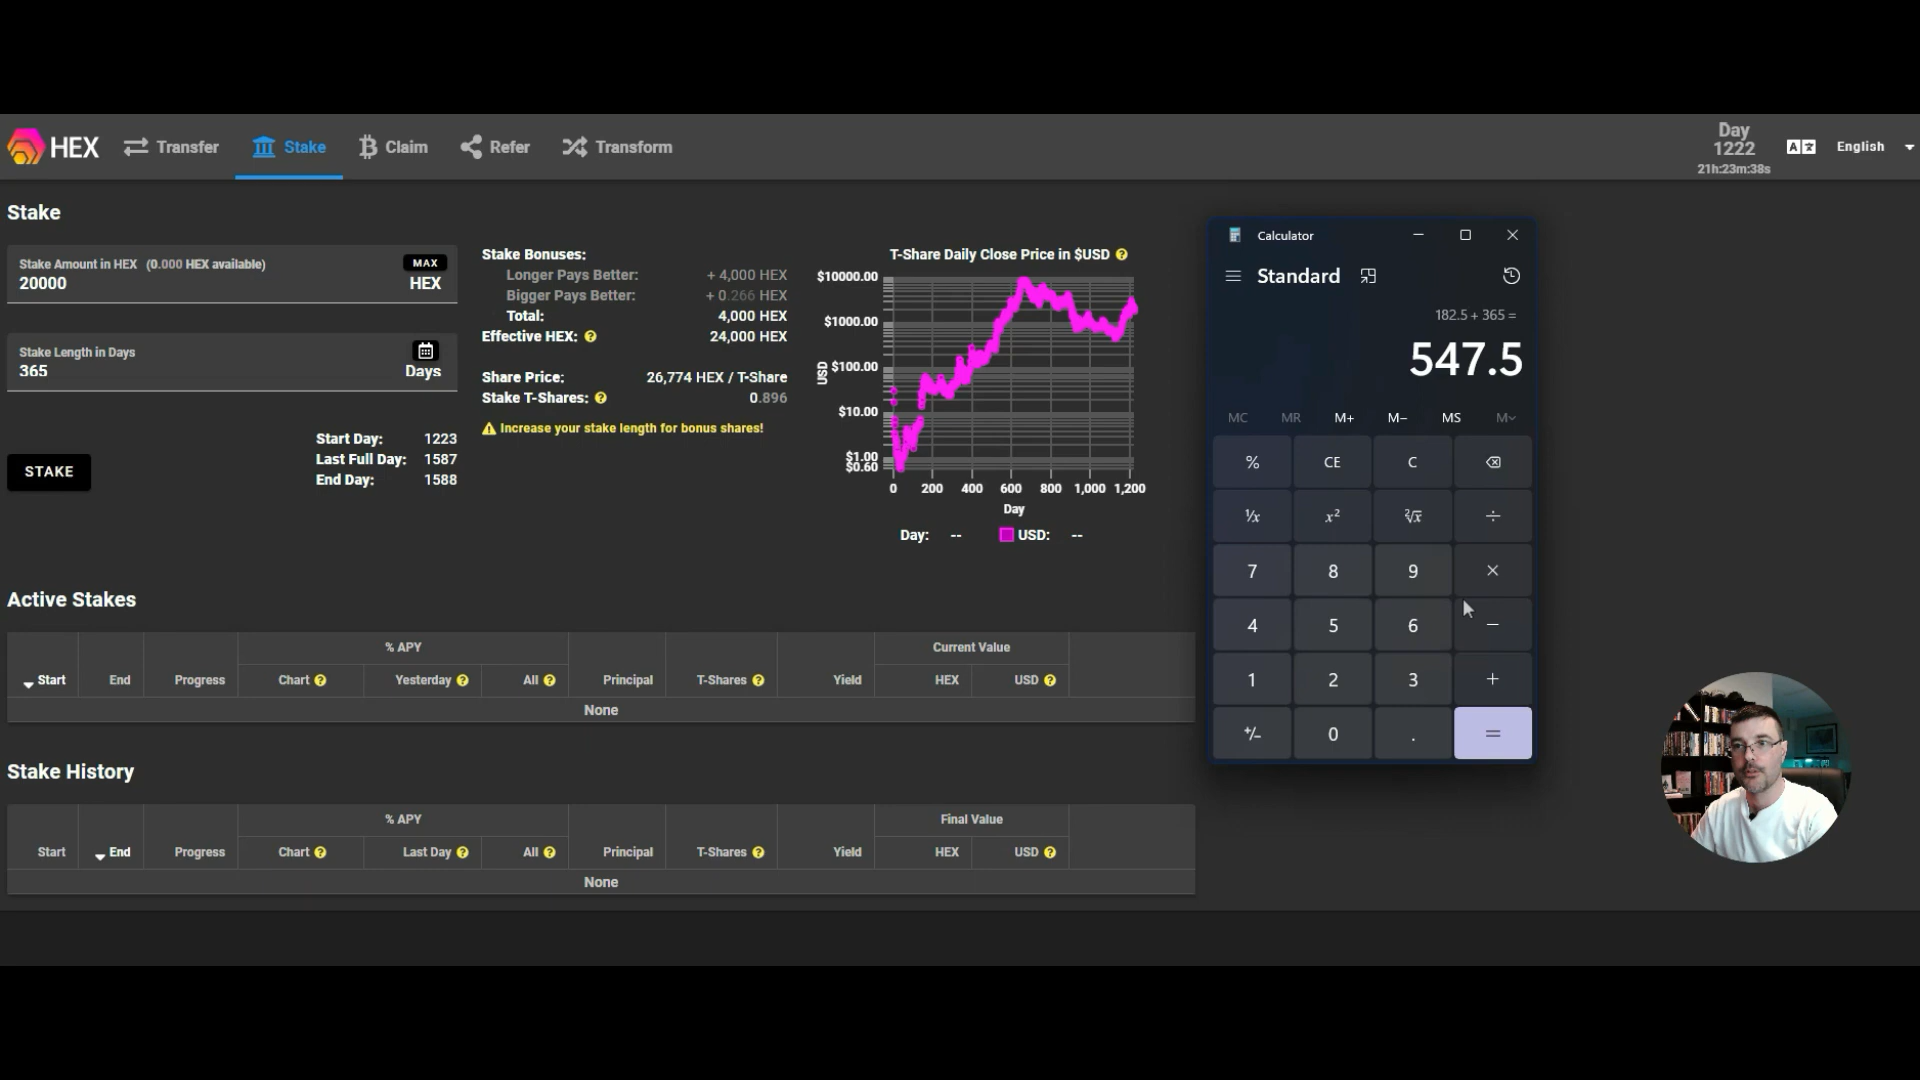 HEX
Transfer
Stake
Claim
Refer
Transform
Day
1222
21h:23m:38s
English
Stake
Stake Amount in HEX (0.000 HEX available)
MAX
20000
HEX
Stake Length in Days
365
Days
STAKE
Start Day: 1223
Last Full Day: 1587
End Day: 1588
Stake Bonuses:
Longer Pays Better: + 4,000 HEX
Bigger Pays Better: + 0.266 HEX
Total: 4,000 HEX
Effective HEX: ? 24,000 HEX
Share Price: 26,774 HEX / T-Share
Stake T-Shares: ? 0.896
Increase your stake length for bonus shares!
T-Share Daily Close Price in $USD ?
$10000.00
$1000.00
$100.00
$10.00
$1.00
$0.60
USD
0 200 400 600 800 1,000 1,200
Day
Day: -- USD: --
Calculator
Standard
182.5 + 365 =
547.5
MC MR M+ M− MS M
% CE C
¹/x x² ²√x ÷
7 8 9 ×
4 5 6 −
1 2 3 +
+/− 0 . =
Active Stakes
% APY
Current Value
Start End Progress Chart ? Yesterday ? All ? Principal T-Shares ? Yield HEX USD ?
None
Stake History
% APY
Final Value
Start End Progress Chart ? Last Day ? All ? Principal T-Shares ? Yield HEX USD ?
None